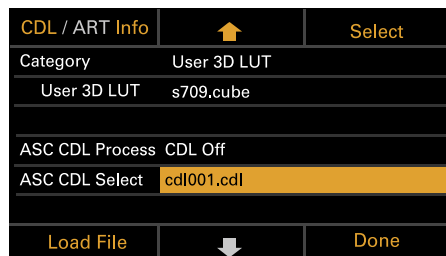 CDL / ART Info Select
Category User 3D LUT
User 3D LUT s709.cube
ASC CDL Process CDL Off
ASC CDL Select cdl001.cdl
Load File Done